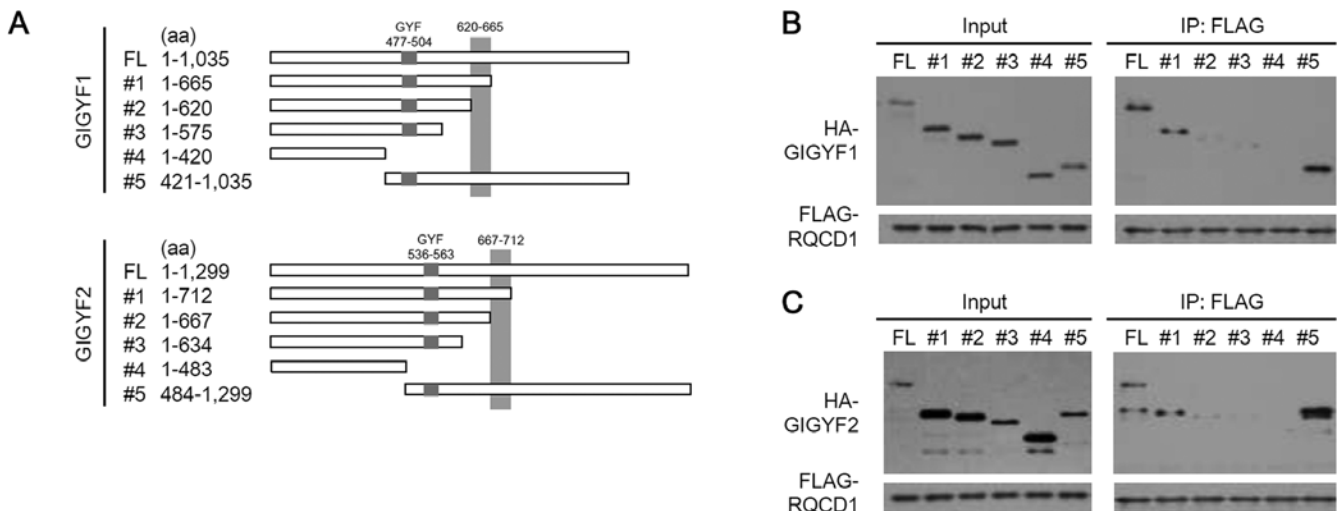 A
GIGYF1
(aa)
GYF
477-504
620-665
FL 1-1,035
#1 1-665
#2 1-620
#3 1-575
#4 1-420
#5 421-1,035
GIGYF2
(aa)
GYF
536-563
667-712
FL 1-1,299
#1 1-712
#2 1-667
#3 1-634
#4 1-483
#5 484-1,299
B
Input
IP: FLAG
FL #1 #2 #3 #4 #5
FL #1 #2 #3 #4 #5
HA-
GIGYF1
FLAG-
RQCD1
C
Input
IP: FLAG
FL #1 #2 #3 #4 #5
FL #1 #2 #3 #4 #5
HA-
GIGYF2
FLAG-
RQCD1